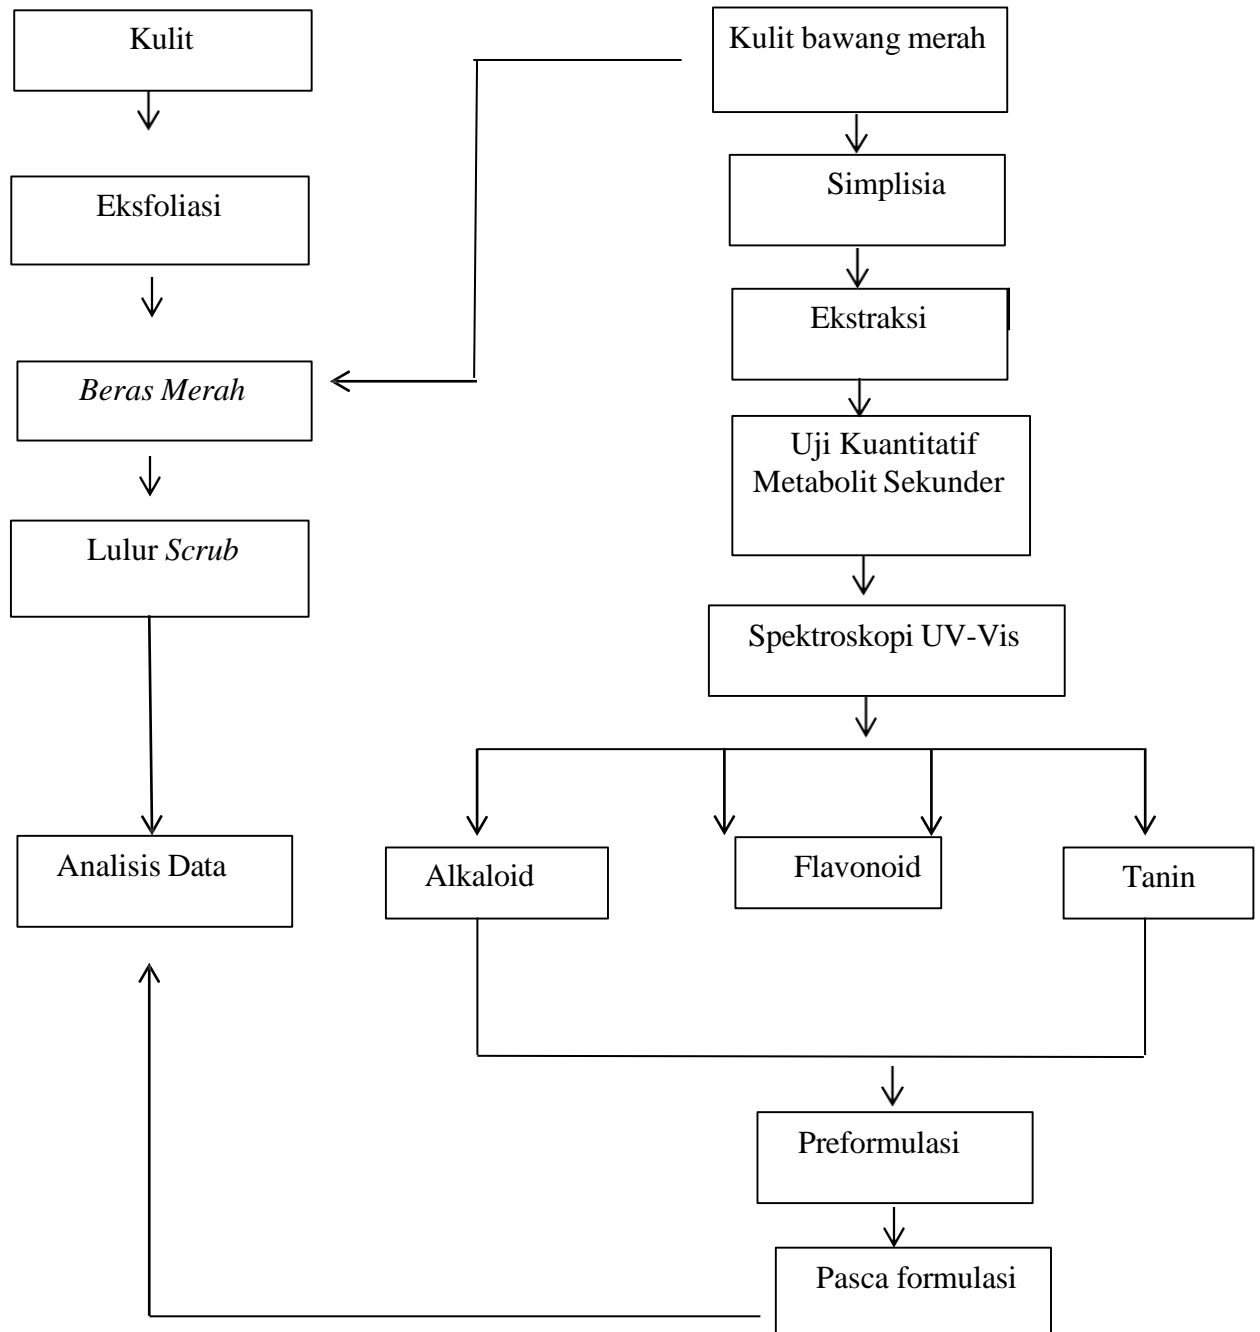 Kulit
Kulit bawang merah
Simplisia
Eksfoliasi
Ekstraksi
Beras Merah
Uji Kuantitatif
Metabolit Sekunder
Lulur Scrub
Spektroskopi UV-Vis
Analisis Data
Alkaloid
Flavonoid
Tanin
Preformulasi
Pasca formulasi